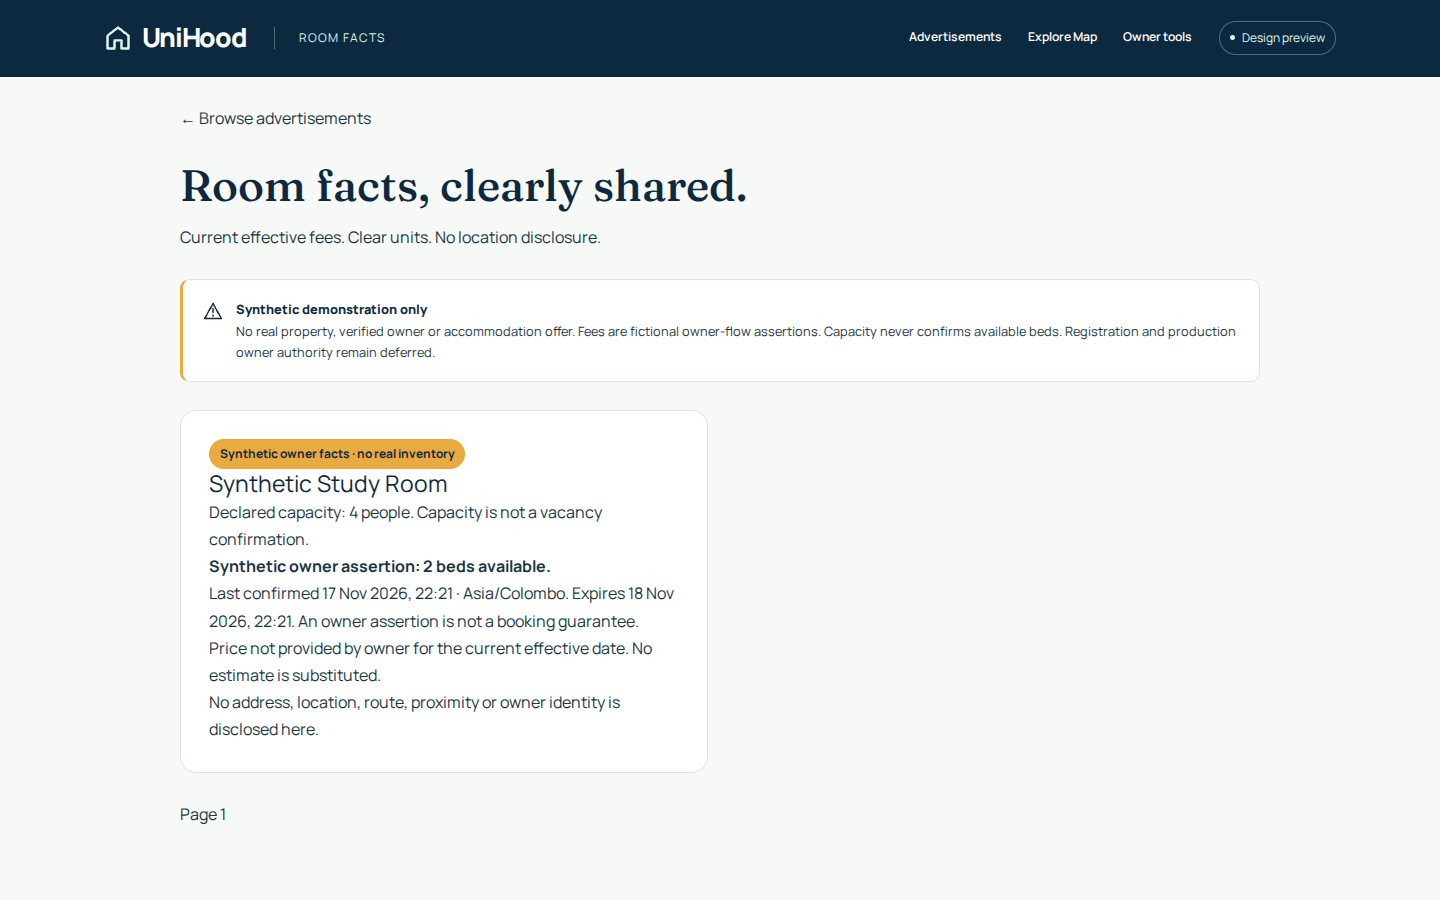 UniHood
ROOM FACTS
Advertisements
Explore Map
Owner tools
Design preview
← Browse advertisements
Room facts, clearly shared.
Current effective fees. Clear units. No location disclosure.
Synthetic demonstration only
No real property, verified owner or accommodation offer. Fees are fictional owner-flow assertions. Capacity never confirms available beds. Registration and production
owner authority remain deferred.
Synthetic owner facts · no real inventory
Synthetic Study Room
Declared capacity: 4 people. Capacity is not a vacancy
confirmation.
Synthetic owner assertion: 2 beds available.
Last confirmed 17 Nov 2026, 22:21 · Asia/Colombo. Expires 18 Nov
2026, 22:21. An owner assertion is not a booking guarantee.
Price not provided by owner for the current effective date. No
estimate is substituted.
No address, location, route, proximity or owner identity is
disclosed here.
Page 1